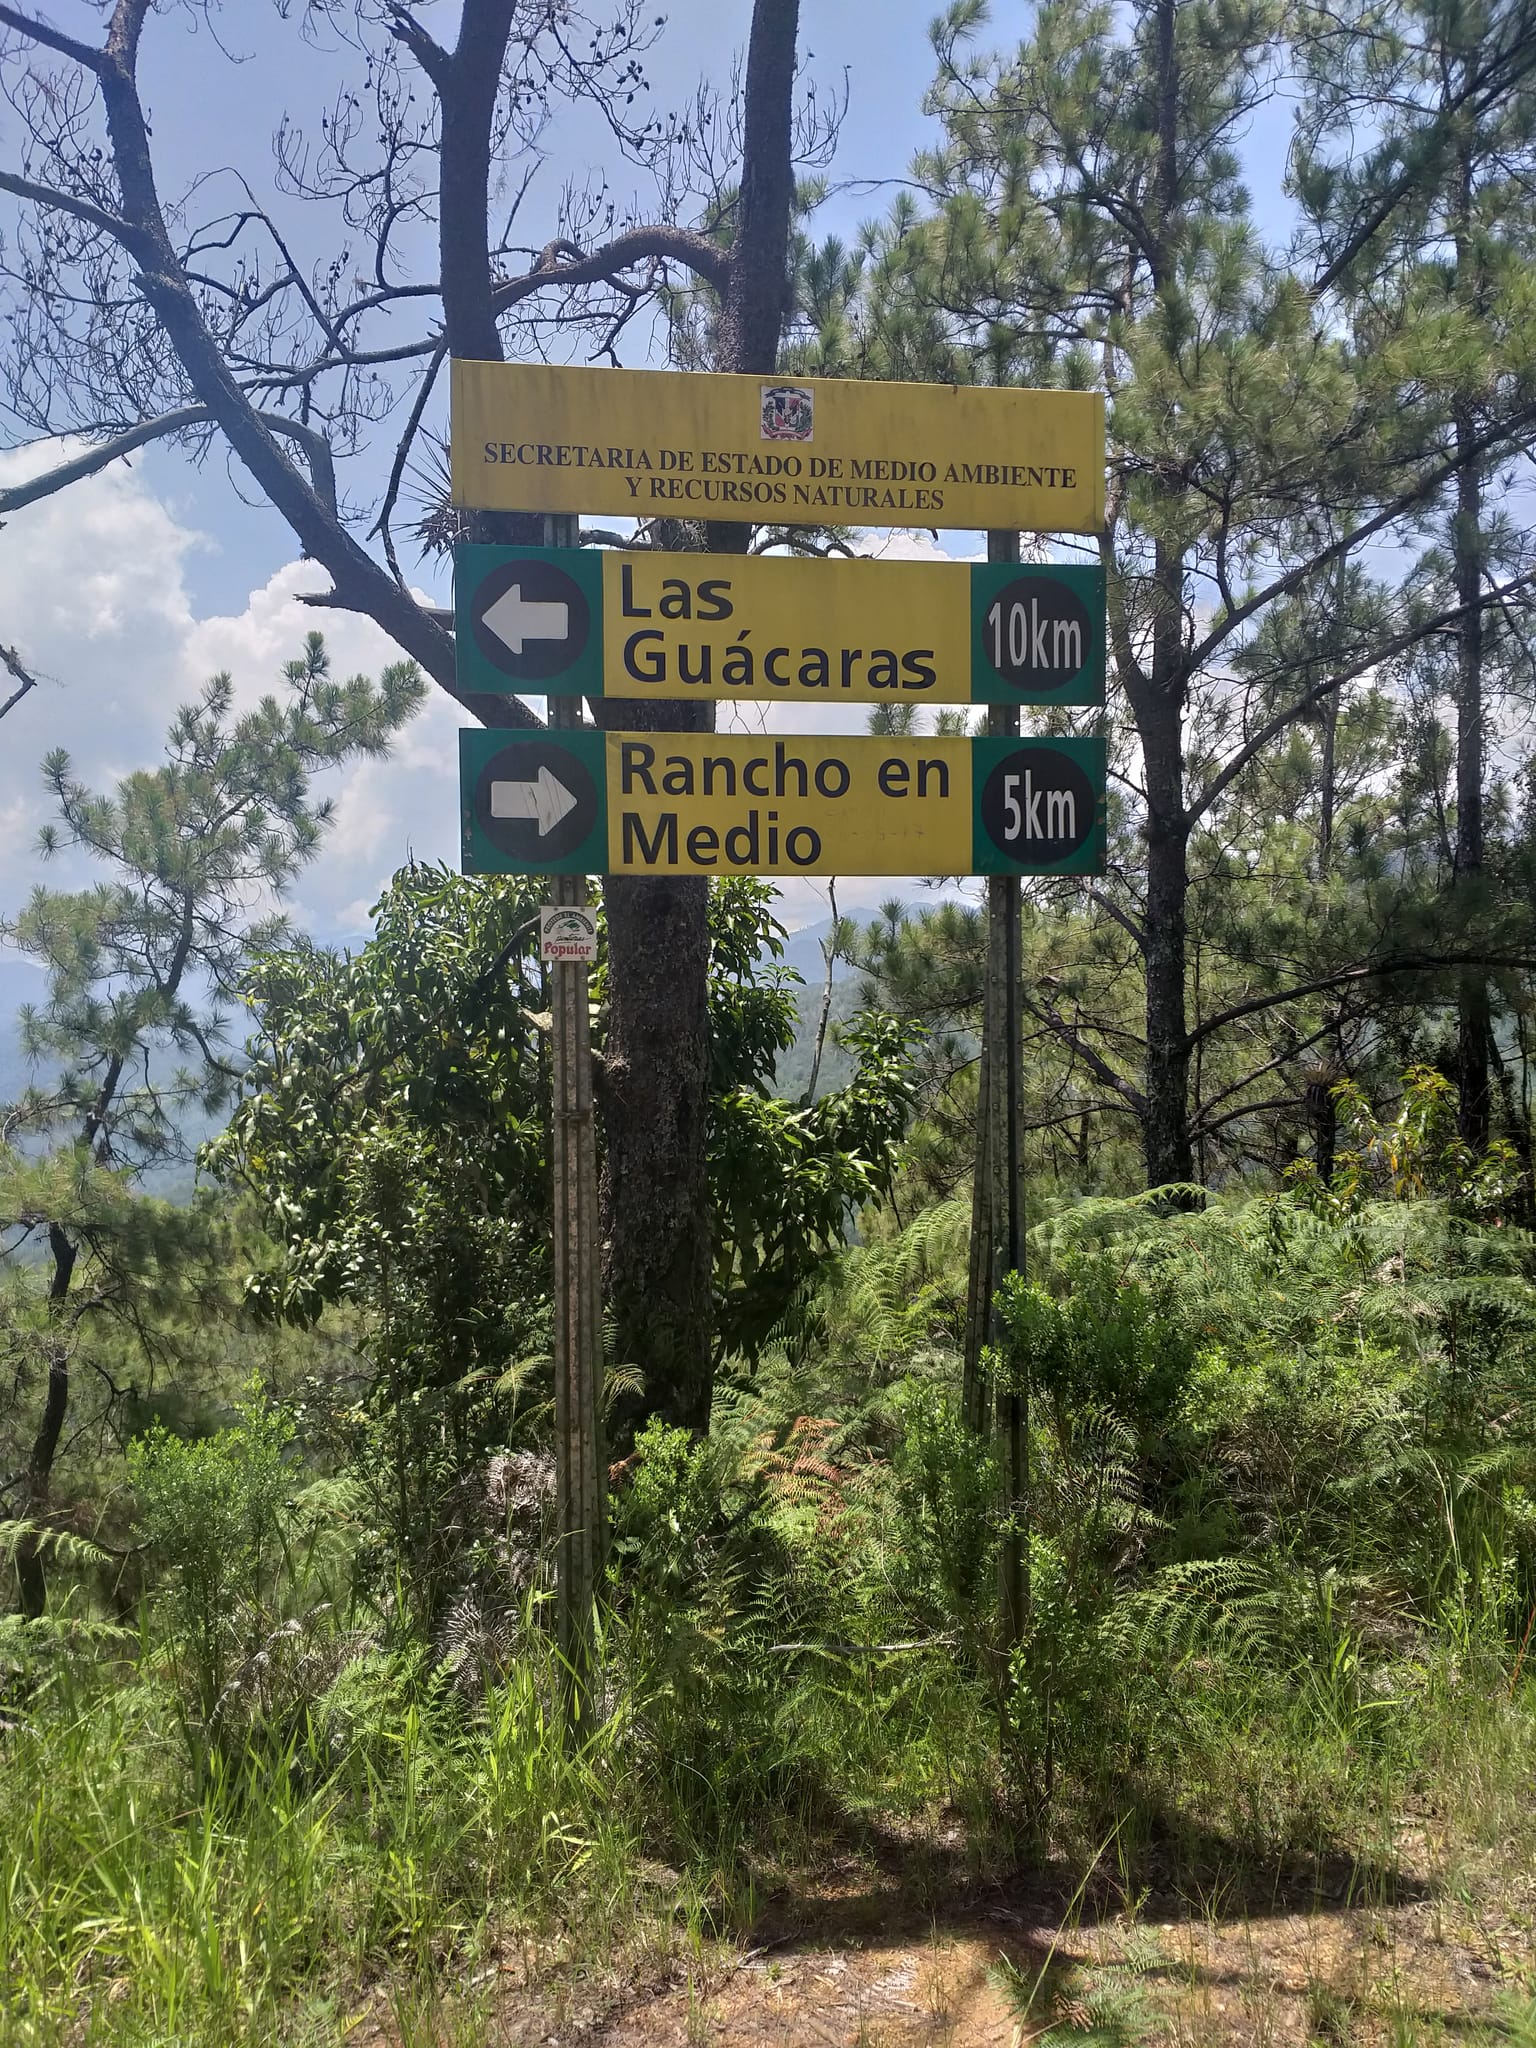 SECRETARIA DE ESTADO DE MEDIO AMBIENTE
Y RECURSOS NATURALES
Las
Guácaras
10km
Rancho en
Medio
5km
Popular